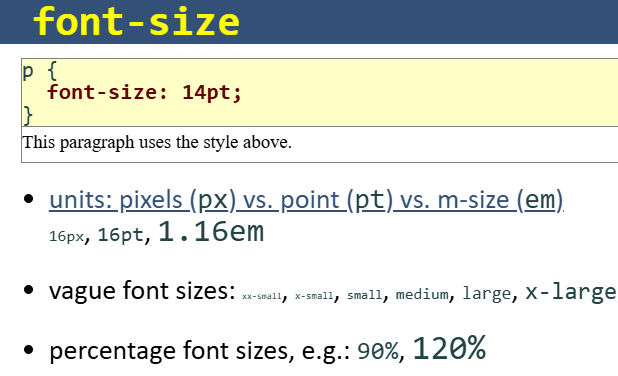 font-size
p {
font-size: 14pt;
}
This paragraph uses the style above.
• units: pixels (px) vs. point (pt) vs. m-size (em)
16px, 16pt, 1.16em
• vague font sizes: xx-small, x-small, small, medium, large, x-large
• percentage font sizes, e.g.: 90%, 120%